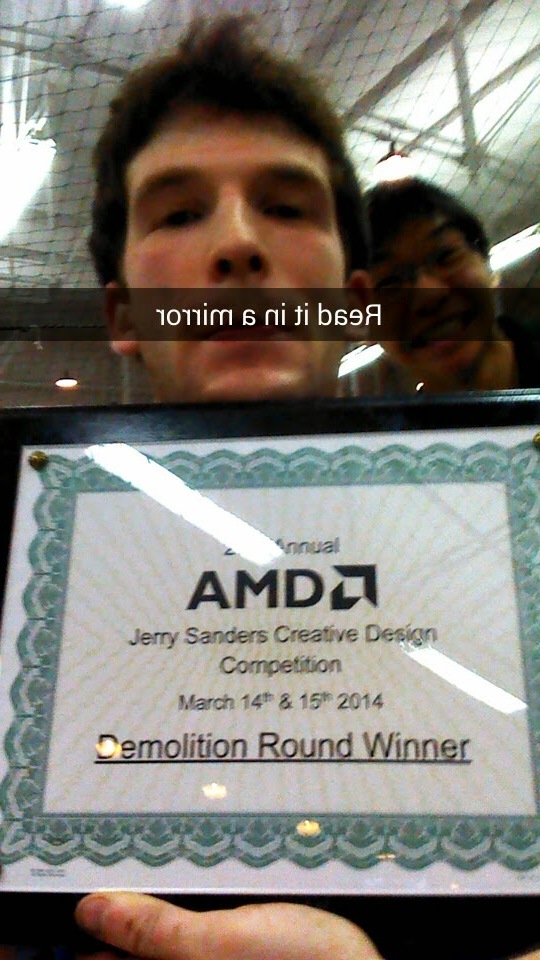 Read it in a mirror
Annual
AMD
Jerry Sanders Creative Design
Competition
March 14th & 15th 2014
Demolition Round Winner